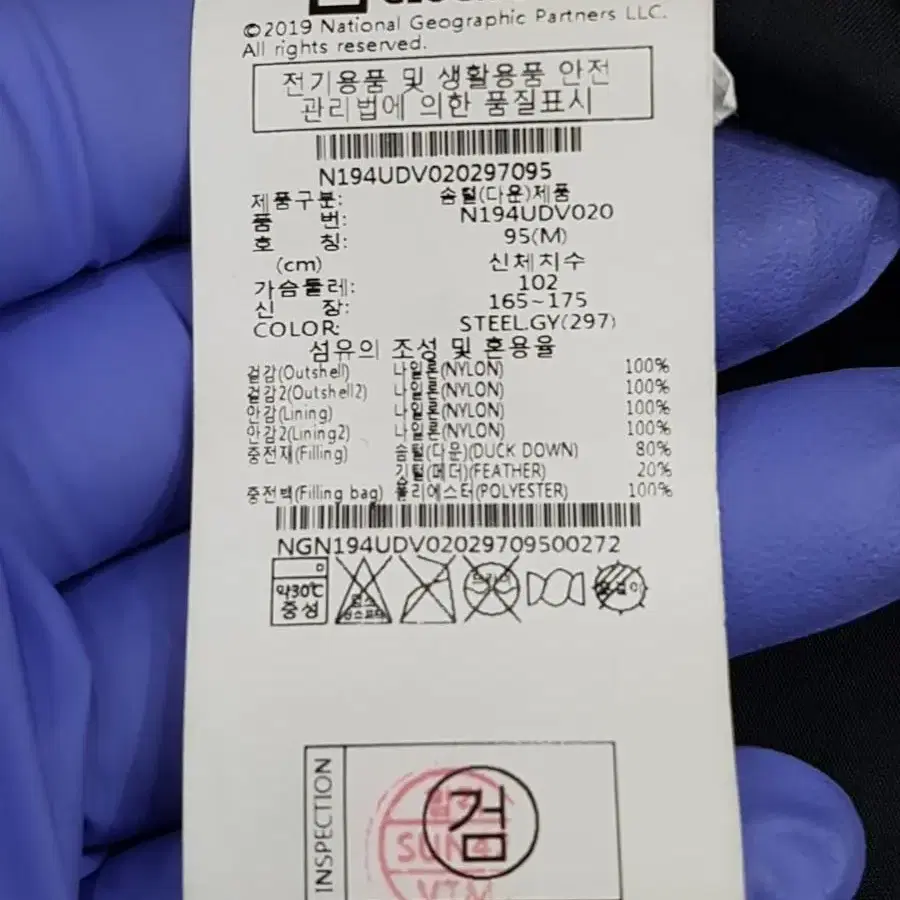 ©2019 National Geographic Partners LLC.
All rights reserved.
전기용품 및 생활용품 안전
관리법에 의한 품질표시
N194UDV020297095
제품구분: 솜털(다운)제품
품 번: N194UDV020
호 칭: 95(M)
(cm) 신체치수
가슴둘레: 102
신 장: 165~175
COLOR: STEEL.GY(297)
섬유의 조성 및 혼용율
겉감(Outshell) 나일론(NYLON) 100%
겉감2(Outshell2) 나일론(NYLON) 100%
안감(Lining) 나일론(NYLON) 100%
안감2(Lining2) 나일론(NYLON) 100%
충전재(Filling) 솜털(다운)(DUCK DOWN) 80%
깃털(페더)(FEATHER) 20%
충전백(Filling bag) 폴리에스터(POLYESTER) 100%
NGN194UDV02029709500272
약30℃
중성
드라이
INSPECTION
검
SUN
VTM